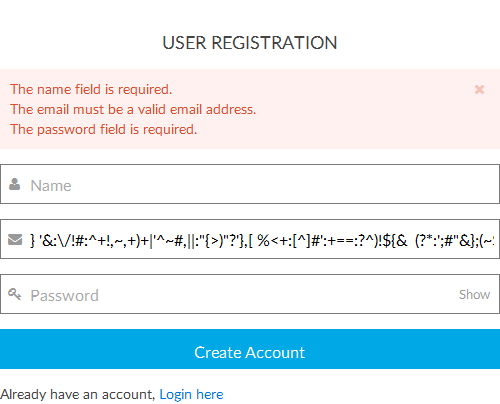 USER REGISTRATION
The name field is required.
The email must be a valid email address.
The password field is required.
Name
} '&:\/!#:^+!,~,+)+|'^~#,||:"{>)"?'},[ %<+:[^]#':+==:?^)!${& (?*:';#"&};(~
Password Show
Create Account
Already have an account, Login here